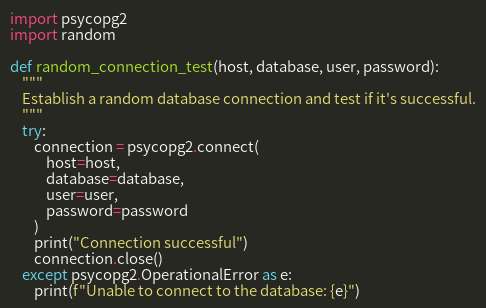 import psycopg2
import random

def random_connection_test(host, database, user, password):
    """
    Establish a random database connection and test if it's successful.
    """
    try:
        connection = psycopg2.connect(
            host=host,
            database=database,
            user=user,
            password=password
        )
        print("Connection successful")
        connection.close()
    except psycopg2.OperationalError as e:
        print(f"Unable to connect to the database: {e}")